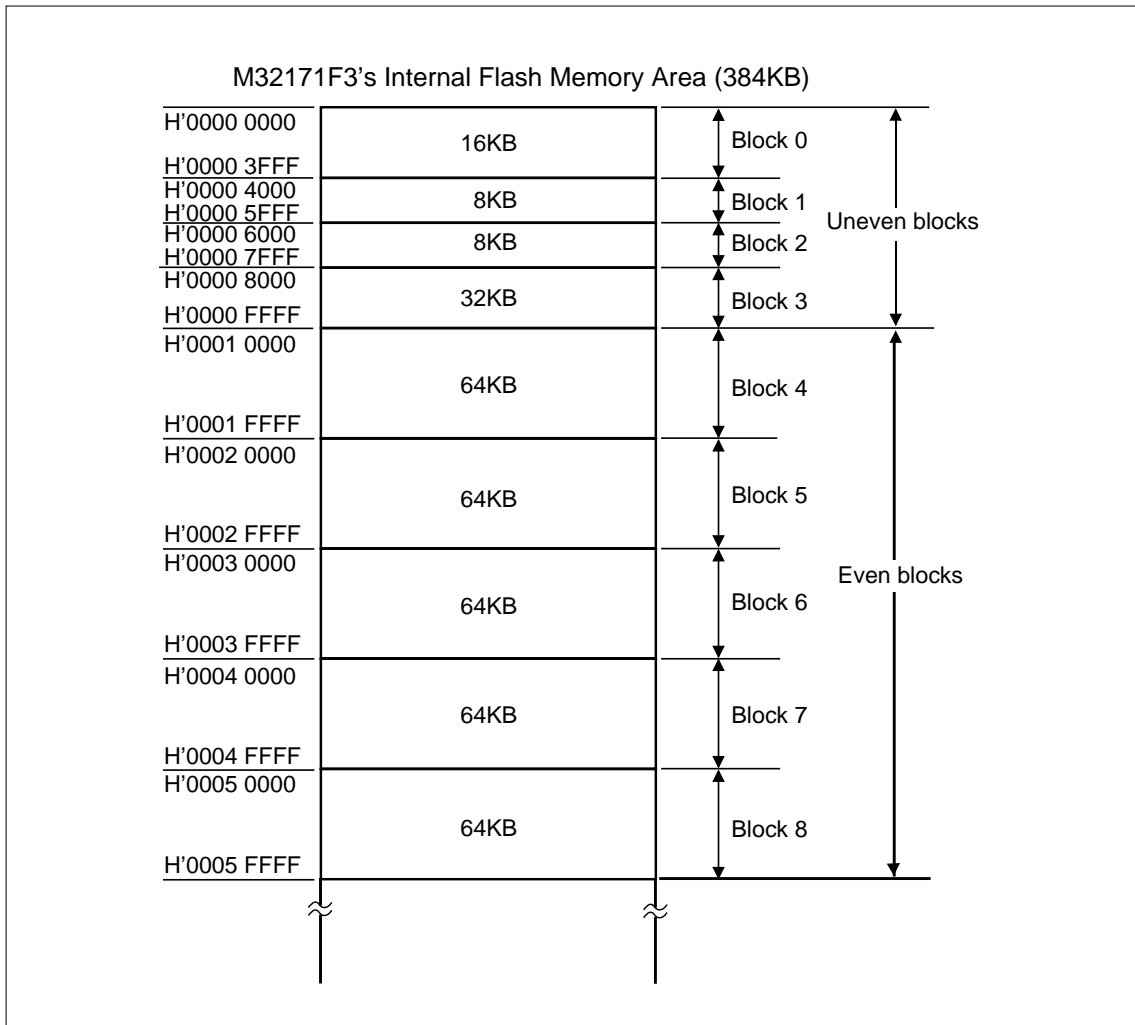 M32171F3's Internal Flash Memory Area (384KB)
H'0000 0000
16KB
Block 0
H'0000 3FFF
H'0000 4000
8KB
Block 1
H'0000 5FFF
Uneven blocks
H'0000 6000
8KB
Block 2
H'0000 7FFF
H'0000 8000
32KB
Block 3
H'0000 FFFF
H'0001 0000
64KB
Block 4
H'0001 FFFF
H'0002 0000
64KB
Block 5
H'0002 FFFF
H'0003 0000
Even blocks
64KB
Block 6
H'0003 FFFF
H'0004 0000
64KB
Block 7
H'0004 FFFF
H'0005 0000
64KB
Block 8
H'0005 FFFF